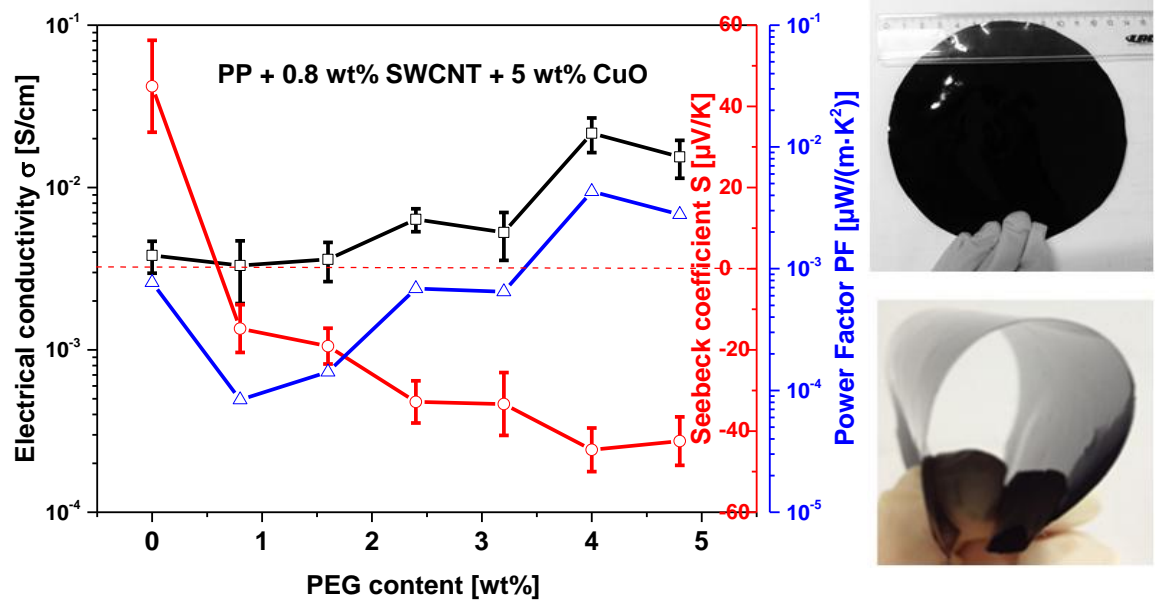 PP + 0.8 wt% SWCNT + 5 wt% CuO
Electrical conductivity σ [S/cm]
10⁻¹
10⁻²
10⁻³
10⁻⁴
0 1 2 3 4 5
PEG content [wt%]
60
40
20
0
-20
-40
-60
Seebeck coefficient S [µV/K]
10⁻¹
10⁻²
10⁻³
10⁻⁴
10⁻⁵
Power Factor PF [µW/(m·K²)]